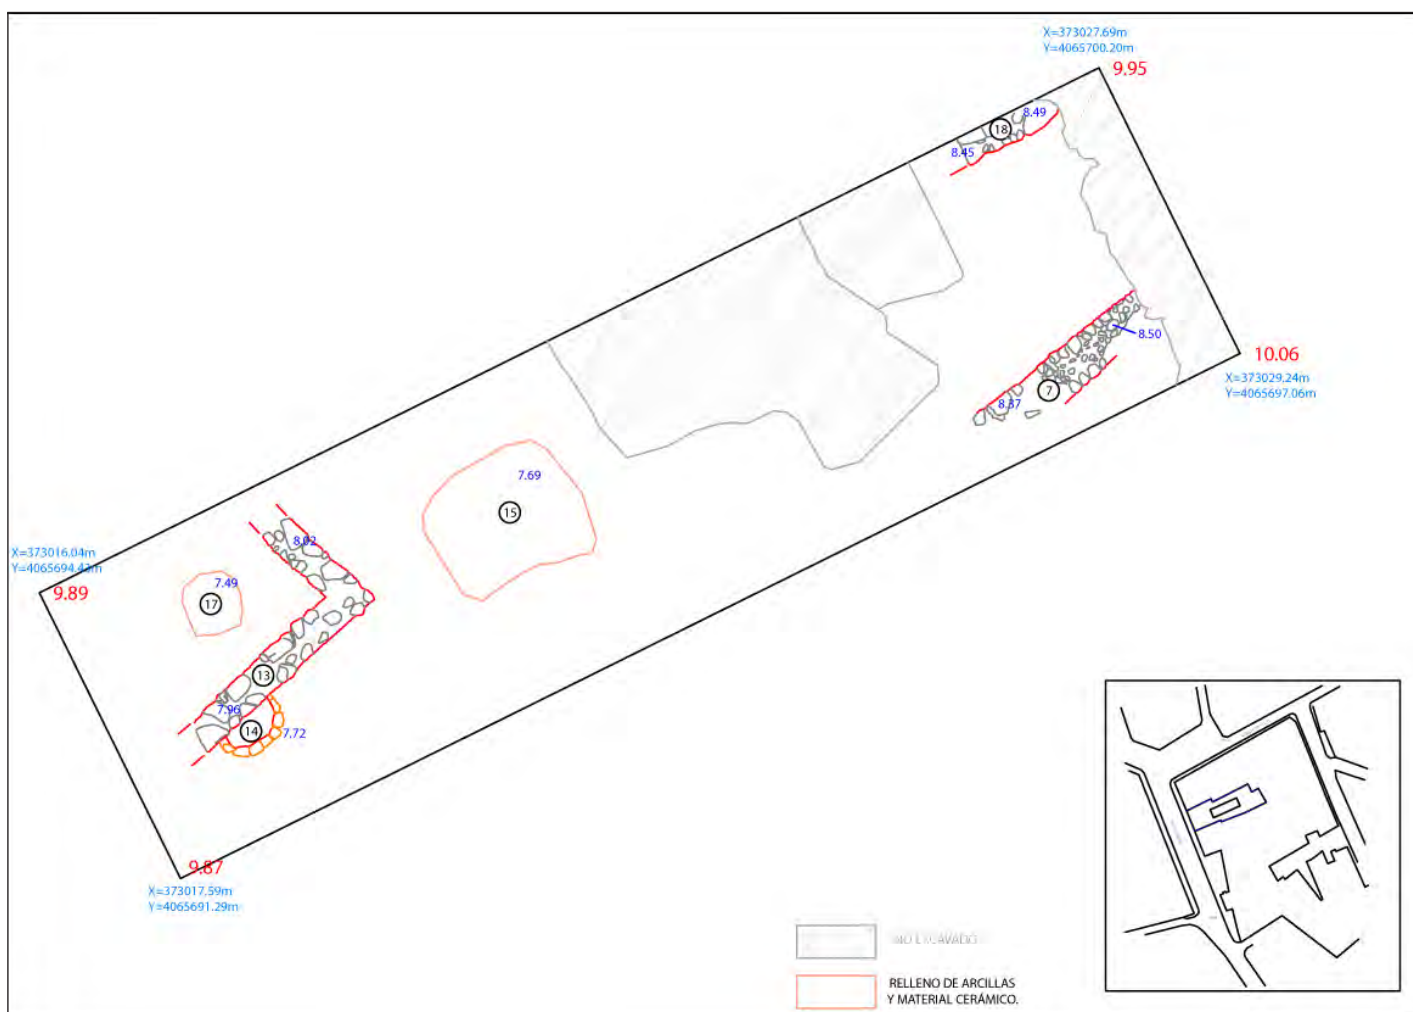 X=373027.69m
Y=4065700.20m
9.95
8.49
18
8.45
8.50
10.06
X=373029.24m
Y=4065697.06m
7
8.37
7.69
15
8.02
X=373016.04m
Y=4065694.43m
9.89
7.49
17
13
7.96
14
7.72
9.87
X=373017.59m
Y=4065691.29m
NO EXCAVADO
RELLENO DE ARCILLAS
Y MATERIAL CERÁMICO.